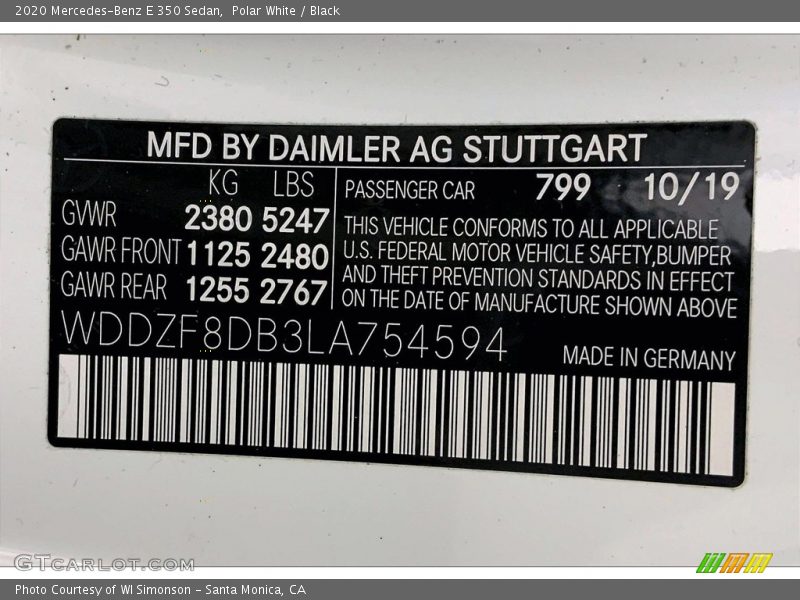 2020 Mercedes-Benz E 350 Sedan, Polar White / Black
MFD BY DAIMLER AG STUTTGART
KG LBS
GVWR 2380 5247
GAWR FRONT 1125 2480
GAWR REAR 1255 2767
PASSENGER CAR 799 10/19
THIS VEHICLE CONFORMS TO ALL APPLICABLE
U.S. FEDERAL MOTOR VEHICLE SAFETY,BUMPER
AND THEFT PREVENTION STANDARDS IN EFFECT
ON THE DATE OF MANUFACTURE SHOWN ABOVE
WDDZF8DB3LA754594
MADE IN GERMANY
GTCARLOT.COM
Photo Courtesy of WI Simonson - Santa Monica, CA